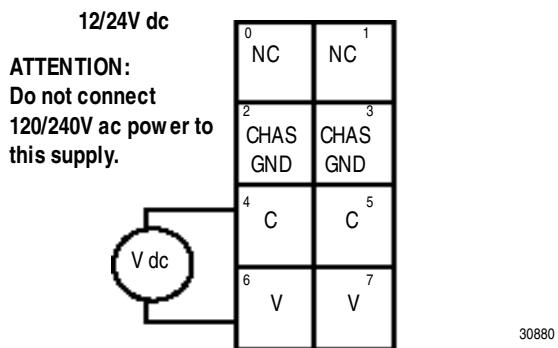 12/24V dc
ATTENTION:
Do not connect
120/240V ac power to
this supply.
0
NC
1
NC
2
CHAS
GND
3
CHAS
GND
4
C
5
C
V dc
6
V
7
V
30880